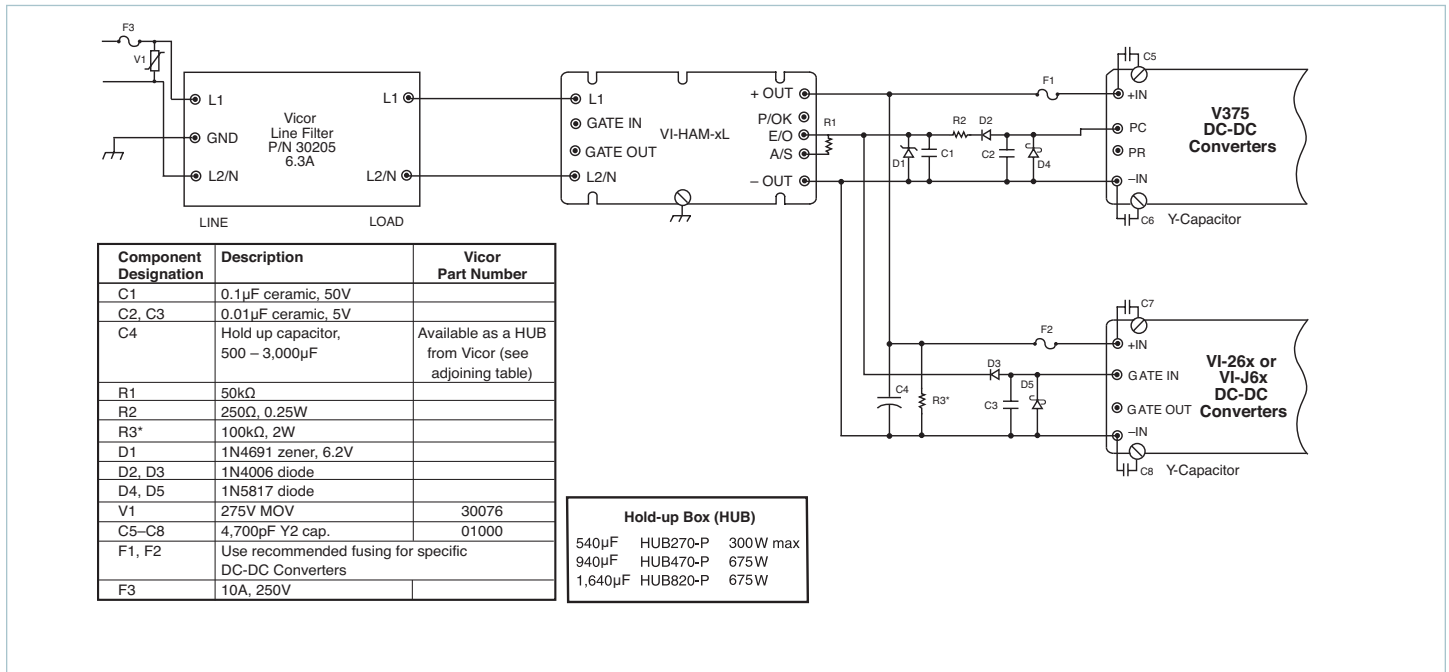 F3
V1
L1
GND
L2/N
Vicor
Line Filter
P/N 30205
6.3A
L1
L2/N
LINE
LOAD
L1
GATE IN
GATE OUT
L2/N
VI-HAM-xL
+ OUT
P/OK
E/O
A/S
– OUT
R1
D1
C1
R2
D2
C2
D4
F1
C5
+IN
PC
PR
–IN
V375
DC-DC
Converters
C6 Y-Capacitor
C4
R3*
D3
C3
D5
F2
C7
+IN
GATE IN
GATE OUT
–IN
VI-26x or
VI-J6x
DC-DC
Converters
C8 Y-Capacitor
Component Designation Description Vicor Part Number
C1 0.1µF ceramic, 50V
C2, C3 0.01µF ceramic, 5V
C4 Hold up capacitor, 500 – 3,000µF Available as a HUB from Vicor (see adjoining table)
R1 50kΩ
R2 250Ω, 0.25W
R3* 100kΩ, 2W
D1 1N4691 zener, 6.2V
D2, D3 1N4006 diode
D4, D5 1N5817 diode
V1 275V MOV 30076
C5–C8 4,700pF Y2 cap. 01000
F1, F2 Use recommended fusing for specific DC-DC Converters
F3 10A, 250V
Hold-up Box (HUB)
540µF HUB270-P 300W max
940µF HUB470-P 675W
1,640µF HUB820-P 675W